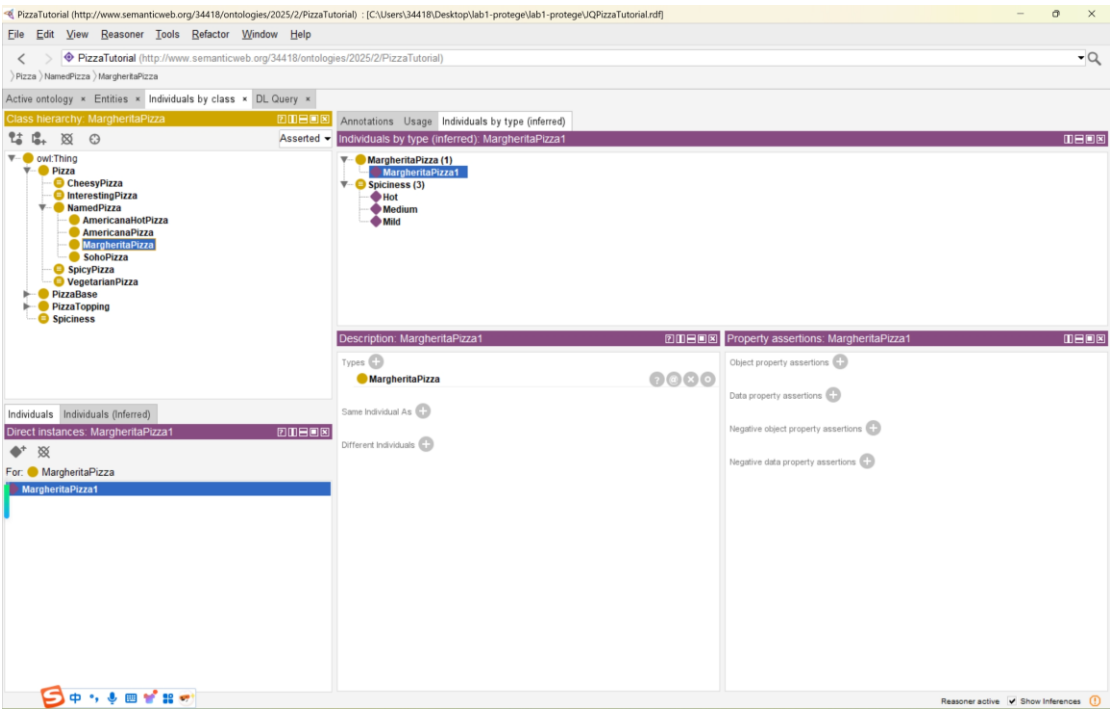 PizzaTutorial (http://www.semanticweb.org/34418/ontologies/2025/2/PizzaTutorial) : [C:\Users\34418\Desktop\lab1-protege\lab1-protege\JQPizzaTutorial.rdf]
File Edit View Reasoner Tools Refactor Window Help
PizzaTutorial (http://www.semanticweb.org/34418/ontologies/2025/2/PizzaTutorial)
Pizza NamedPizza MargheritaPizza
Active ontology × Entities × Individuals by class × DL Query ×
Class hierarchy: MargheritaPizza
Asserted
owl:Thing
Pizza
CheesyPizza
InterestingPizza
NamedPizza
AmericanaHotPizza
AmericanaPizza
MargheritaPizza
SohoPizza
SpicyPizza
VegetarianPizza
PizzaBase
PizzaTopping
Spiciness
Annotations Usage Individuals by type (inferred)
Individuals by type (inferred): MargheritaPizza1
MargheritaPizza (1)
MargheritaPizza1
Spiciness (3)
Hot
Medium
Mild
Individuals Individuals (Inferred)
Direct instances: MargheritaPizza1
For: MargheritaPizza
MargheritaPizza1
Description: MargheritaPizza1
Types
MargheritaPizza
Same Individual As
Different Individuals
Property assertions: MargheritaPizza1
Object property assertions
Data property assertions
Negative object property assertions
Negative data property assertions
中
Reasoner active Show Inferences